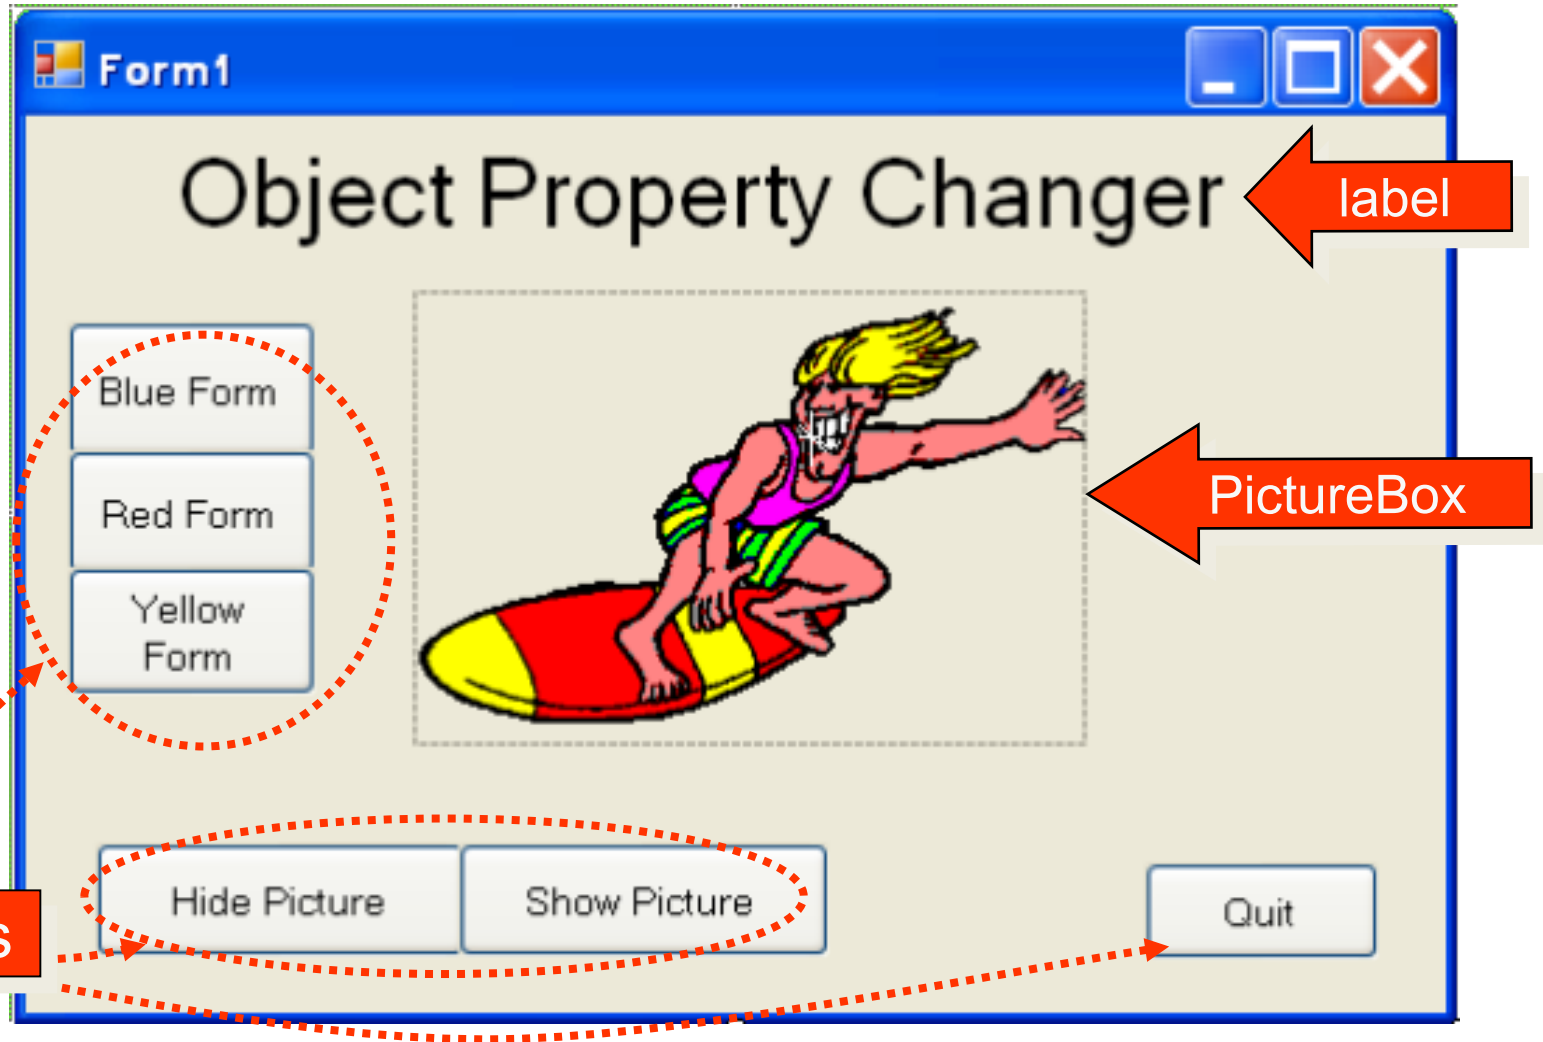 Form1
Object Property Changer
label
Blue Form
Red Form
Yellow
Form
PictureBox
Hide Picture
Show Picture
Quit